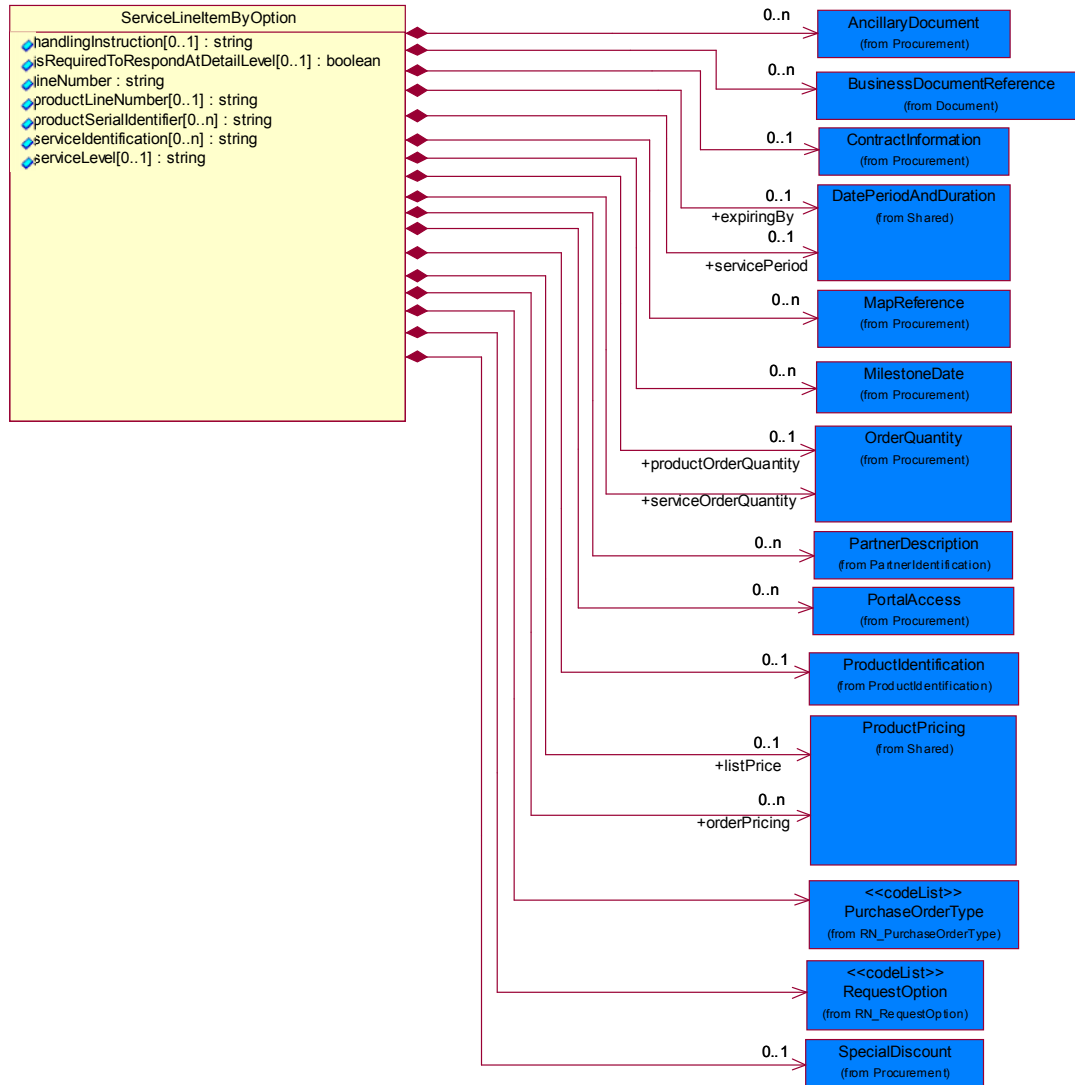 ServiceLineItemByOption
handlingInstruction[0..1] : string
isRequiredToRespondAtDetailLevel[0..1] : boolean
lineNumber : string
productLineNumber[0..1] : string
productSerialIdentifier[0..n] : string
serviceIdentification[0..n] : string
serviceLevel[0..1] : string
0..n
AncillaryDocument
(from Procurement)
0..n
BusinessDocumentReference
(from Document)
0..1
ContractInformation
(from Procurement)
0..1
+expiringBy
0..1
+servicePeriod
DatePeriodAndDuration
(from Shared)
0..n
MapReference
(from Procurement)
0..n
MilestoneDate
(from Procurement)
0..1
+productOrderQuantity
+serviceOrderQuantity
OrderQuantity
(from Procurement)
0..n
PartnerDescription
(from PartnerIdentification)
0..n
PortalAccess
(from Procurement)
0..1
ProductIdentification
(from ProductIdentification)
0..1
+listPrice
0..n
+orderPricing
ProductPricing
(from Shared)
<<codeList>>
PurchaseOrderType
(from RN_PurchaseOrderType)
<<codeList>>
RequestOption
(from RN_RequestOption)
0..1
SpecialDiscount
(from Procurement)